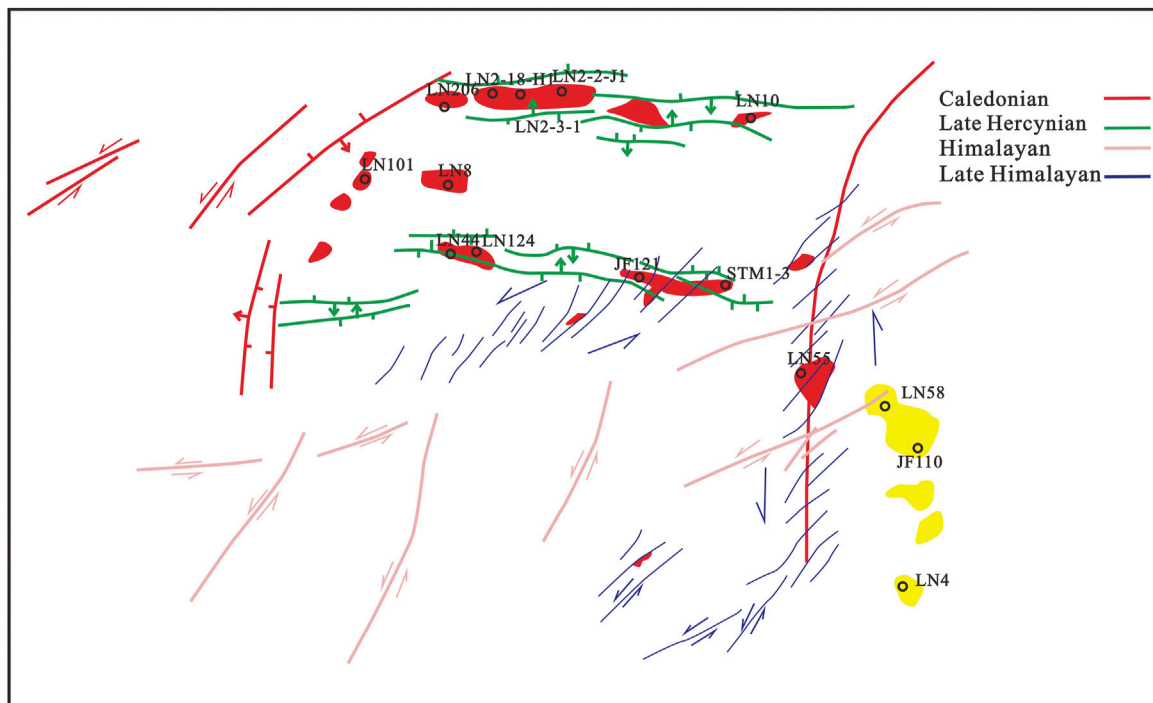 LN2-18-H1
LN2-2-J1
LN206
LN10
LN2-3-1
Caledonian
Late Hercynian
Himalayan
Late Himalayan
LN101
LN8
LN44
LN124
JF121
STM1-3
LN55
LN58
JF110
LN4